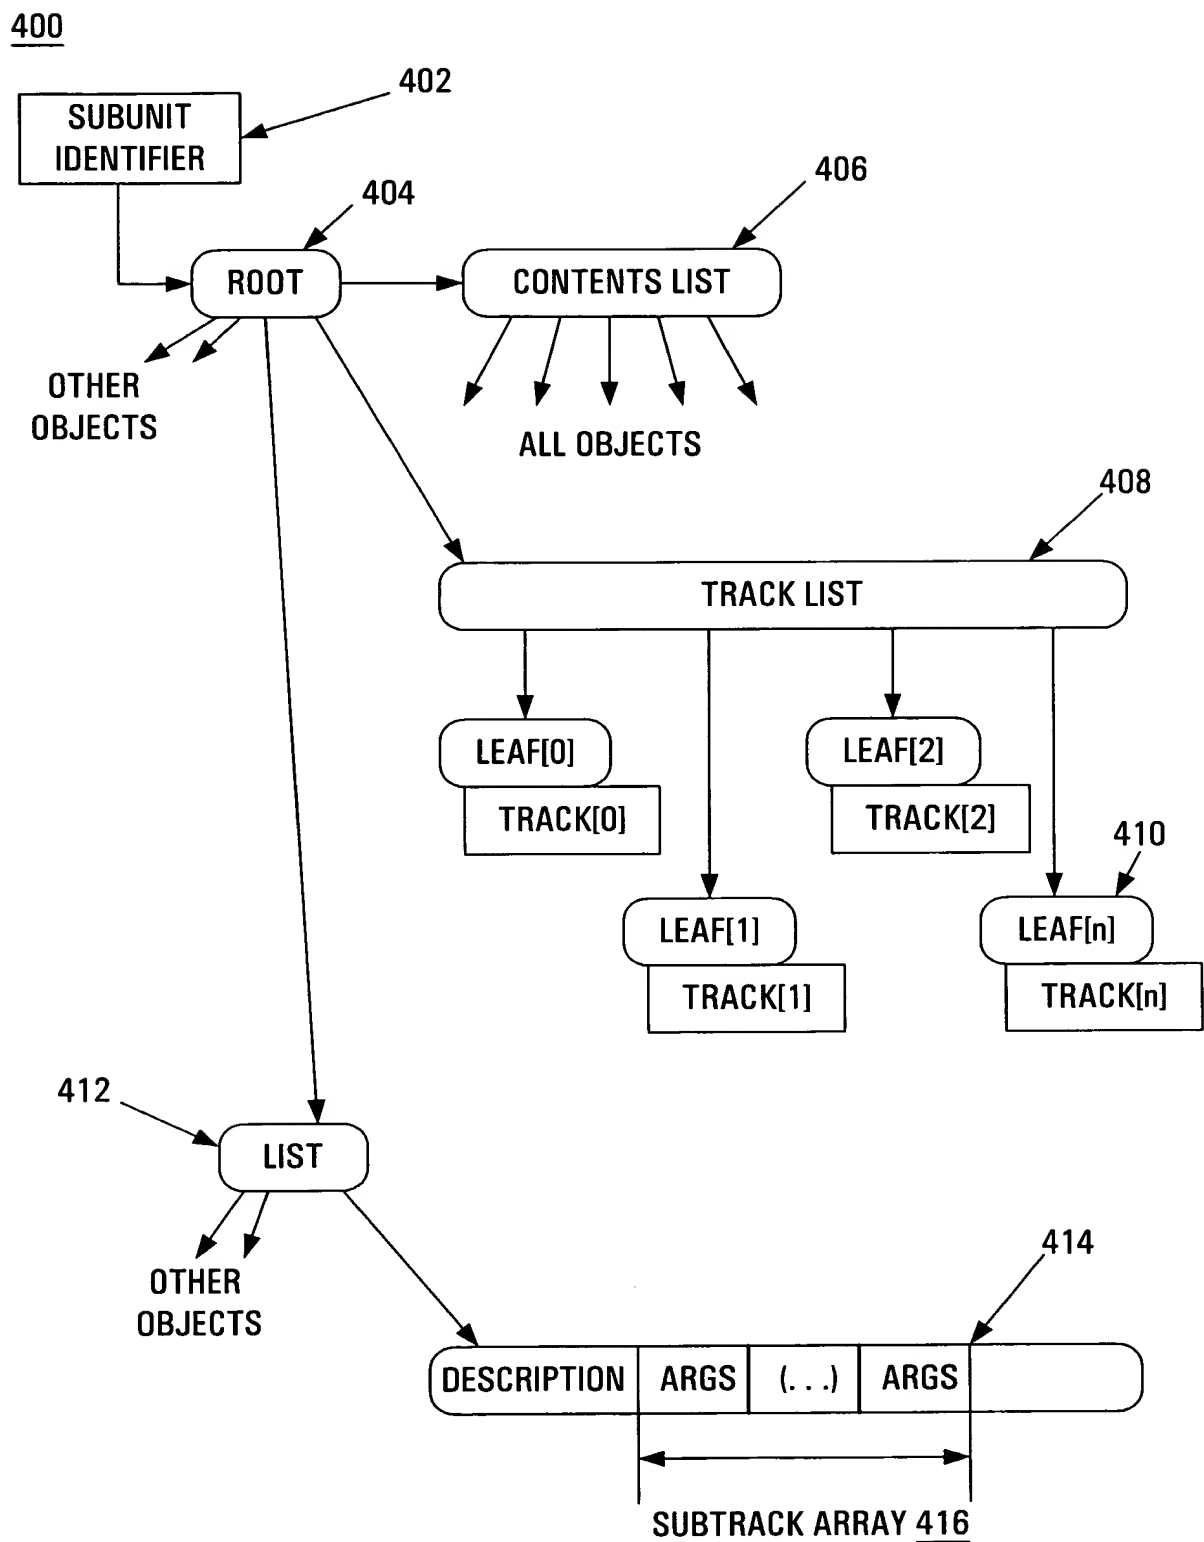 400
402
SUBUNIT
IDENTIFIER
404
406
ROOT
CONTENTS LIST
OTHER
OBJECTS
ALL OBJECTS
408
TRACK LIST
LEAF[0]
TRACK[0]
LEAF[2]
TRACK[2]
410
LEAF[1]
TRACK[1]
LEAF[n]
TRACK[n]
412
LIST
OTHER
OBJECTS
414
DESCRIPTION ARGS (...) ARGS
SUBTRACK ARRAY 416